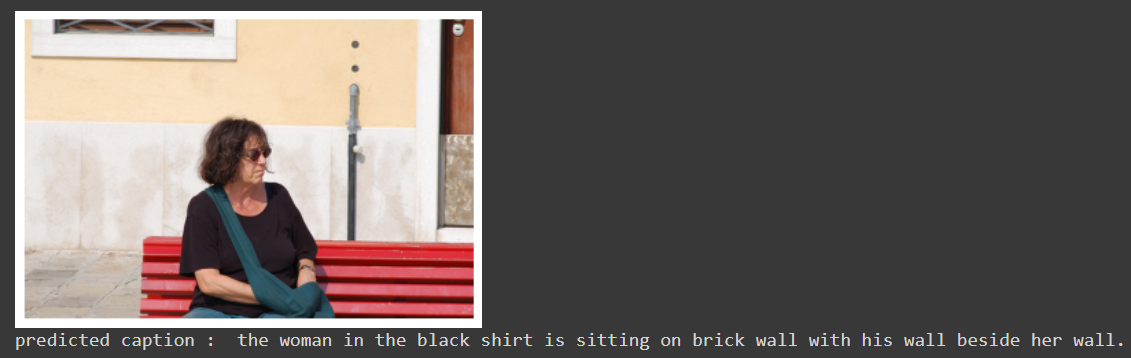 predicted caption :  the woman in the black shirt is sitting on brick wall with his wall beside her wall.